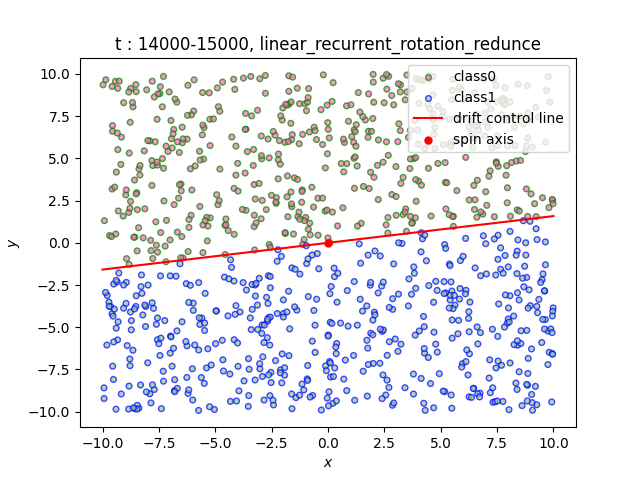 t : 14000-15000, linear_recurrent_rotation_redunce
class0
class1
drift control line
spin axis
10.0
7.5
5.0
2.5
0.0
−2.5
−5.0
−7.5
−10.0
y
−10.0 −7.5 −5.0 −2.5 0.0 2.5 5.0 7.5 10.0
x